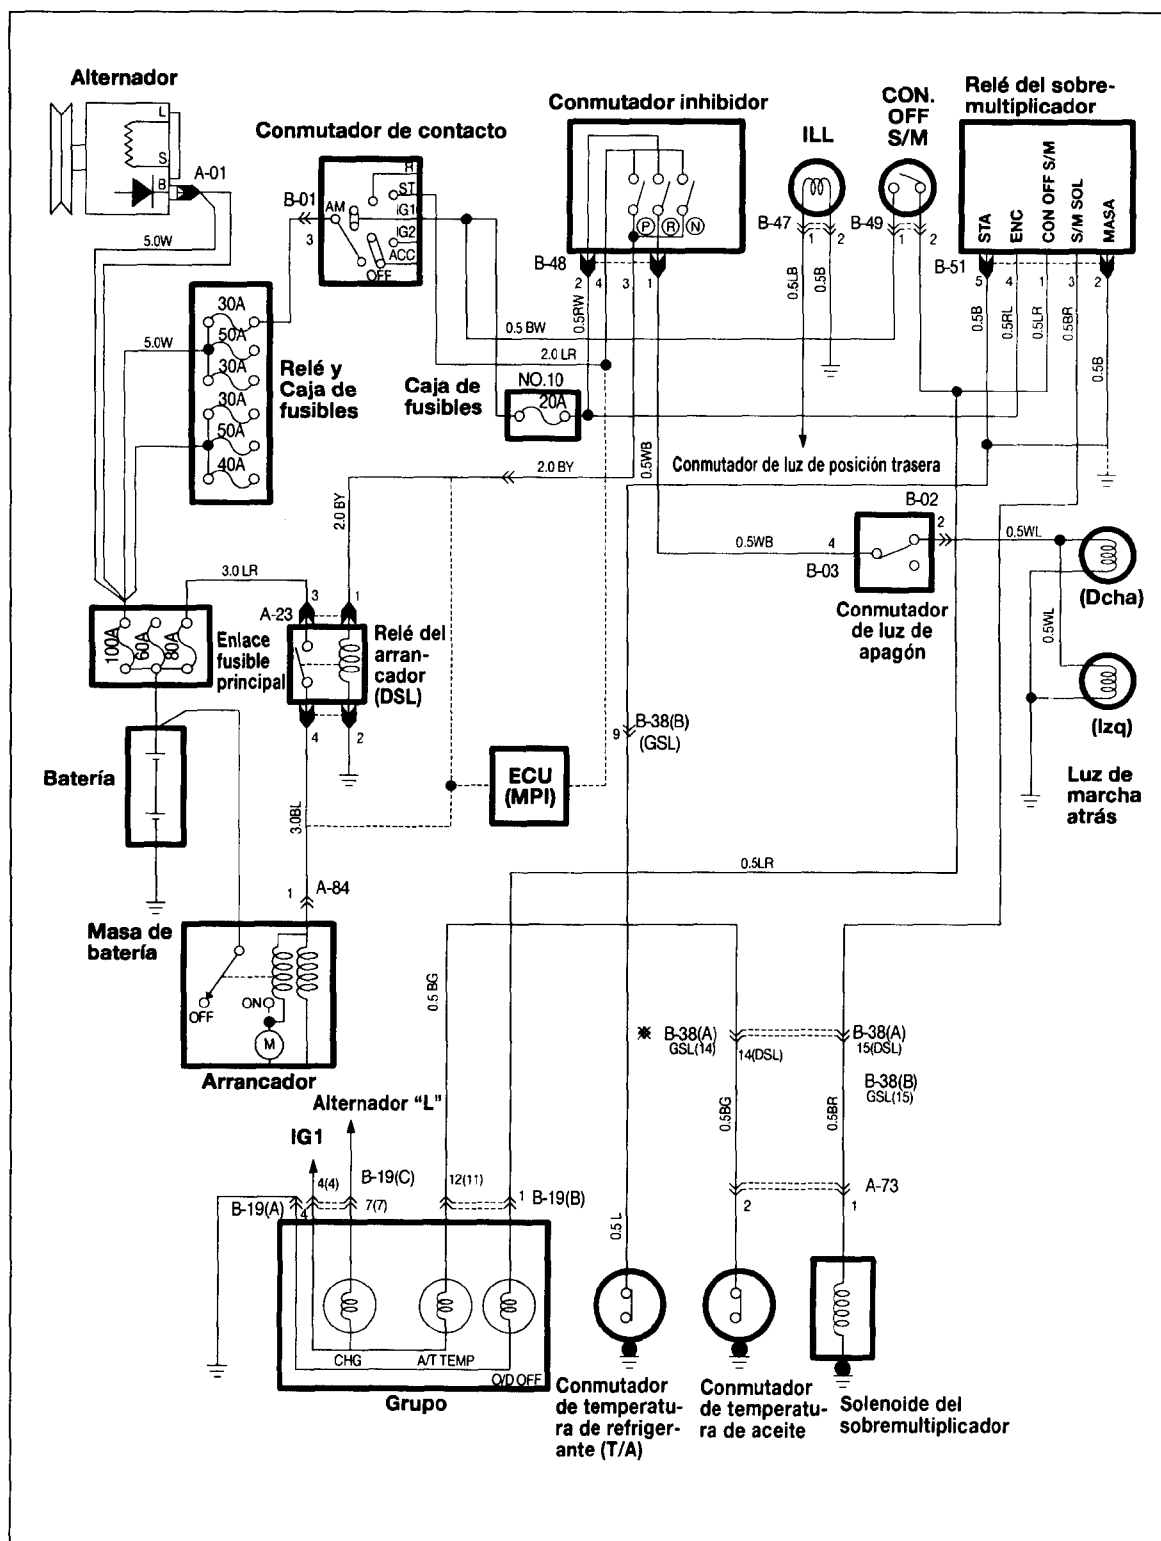 Alternador
L
S
B
A-01
5.0W
Conmutador de contacto
B-01
3
AM
ST
IG1
IG2
ACC
OFF
Conmutador inhibidor
P
R
N
B-48
2
4
3
1
ILL
B-47
1
2
CON.
OFF
S/M
B-49
1
2
Relé del sobre-
multiplicador
STA
ENC
CON OFF S/M
S/M SOL
MASA
B-51
5
4
1
3
2
0.5RW
0.5LB
0.5B
0.5B
0.5RL
0.5LR
0.5BR
0.5B
30A
50A
30A
30A
50A
40A
5.0W
Relé y
Caja de
fusibles
0.5 BW
2.0 LR
Caja de
fusibles
NO.10
20A
2.0 BY
2.0 BY
0.5WB
Conmutador de luz de posición trasera
B-02
2
0.5WB
4
B-03
0.5WL
0.5WL
Conmutador
de luz de
apagón
(Dcha)
(Izq)
Luz de
marcha
atrás
3.0 LR
3
1
A-23
100A
60A
80A
Enlace
fusible
principal
Relé del
arran-
cador
(DSL)
4
2
Batería
3.0BL
ECU
(MPI)
9
B-38(B)
(GSL)
0.5LR
1
A-84
Masa de
batería
OFF
ON
M
Arrancador
0.5 BG
※ B-38(A)
GSL(14)
14(DSL)
B-38(A)
15(DSL)
B-38(B)
GSL(15)
0.5BG
0.5BR
A-73
2
1
Alternador “L”
IG1
4(4)
B-19(C)
7(7)
12(11)
1
B-19(B)
B-19(A)
4
0.5 L
CHG
A/T TEMP
O/D OFF
Grupo
Conmutador
de temperatu-
ra de refriger-
ante (T/A)
Conmutador
de temperatu-
ra de aceite
Solenoide del
sobremultiplicador